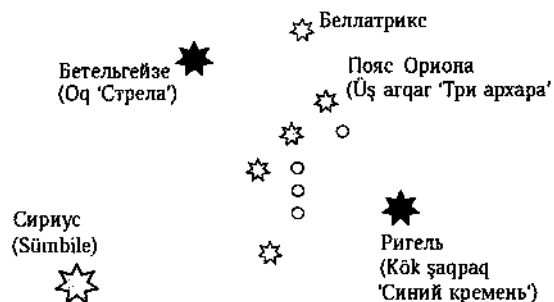 Беллатрикс
Бетельгейзе
(Oq 'Стрела')
Пояс Ориона
(Üş arqar 'Три архара'
Сириус
(Sümbile)
Ригель
(Kök şaqpaq
'Синий кремень')